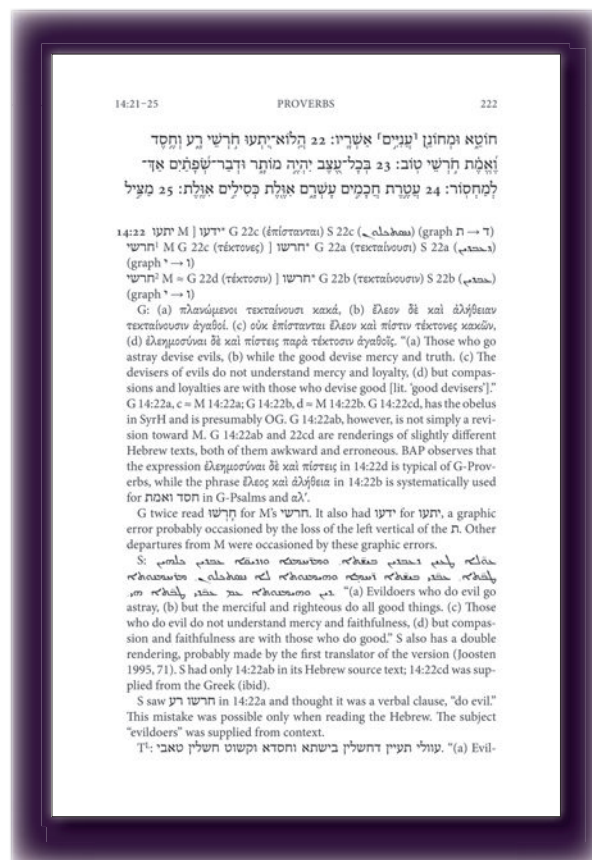 14:21–25 PROVERBS 222
חוֹטֵא וּמְחוֹנֵן ⸢עֲנִיִּים⸣ אַשְׁרָיו׃ 22 הֲלוֹא־יִתְעוּ חֹרְשֵׁי רָע וְחֶסֶד
וֶאֱמֶת חֹרְשֵׁי טוֹב׃ 23 בְּכָל־עֶצֶב יִהְיֶה מוֹתָר וּדְבַר־שְׂפָתַיִם אַךְ־
לְמַחְסוֹר׃ 24 עֲטֶרֶת חֲכָמִים עָשְׁרָם אִוֶּלֶת כְּסִילִים אִוֶּלֶת׃ 25 מַצִּיל
14:22 יתעו M ] ידעו* G 22c (ἐπίστανται) S 22c (graph ת → ד)
חרשי¹ M G 22c (τέκτονες) ] חרשו* G 22a (τεκταίνουσι) S 22a
(graph י → ו)
חרשי² M ≈ G 22d (τέκτοσιν) ] חרשו* G 22b (τεκταίνουσιν) S 22b
(graph י → ו)
G: (a) πλανώμενοι τεκταίνουσι κακά, (b) ἔλεον δὲ καὶ ἀλήθειαν
τεκταίνουσιν ἀγαθοί. (c) οὐκ ἐπίστανται ἔλεον καὶ πίστιν τέκτονες κακῶν,
(d) ἐλεημοσύναι δὲ καὶ πίστεις παρὰ τέκτοσιν ἀγαθοῖς. “(a) Those who go
astray devise evils, (b) while the good devise mercy and truth. (c) The
devisers of evils do not understand mercy and loyalty, (d) but compas-
sions and loyalties are with those who devise good [lit. ‘good devisers’].”
G 14:22a, c ≈ M 14:22a; G 14:22b, d ≈ M 14:22b. G 14:22cd, has the obelus
in SyrH and is presumably OG. G 14:22ab, however, is not simply a revi-
sion toward M. G 14:22ab and 22cd are renderings of slightly different
Hebrew texts, both of them awkward and erroneous. BAP observes that
the expression ἐλεημοσύναι δὲ καὶ πίστεις in 14:22d is typical of G-Prov-
erbs, while the phrase ἔλεος καὶ ἀλήθεια in 14:22b is systematically used
for חסד ואמת in G-Psalms and αλʹ.
G twice read חָרְשׁוּ for M’s חרשי. It also had ידעו for יתעו, a graphic
error probably occasioned by the loss of the left vertical of the ת. Other
departures from M were occasioned by these graphic errors.
S:
“(a) Evildoers who do evil go
astray, (b) but the merciful and righteous do all good things. (c) Those
who do evil do not understand mercy and faithfulness, (d) but compas-
sion and faithfulness are with those who do good.” S also has a double
rendering, probably made by the first translator of the version (Joosten
1995, 71). S had only 14:22ab in its Hebrew source text; 14:22cd was sup-
plied from the Greek (ibid).
S saw חרשו רע in 14:22a and thought it was a verbal clause, “do evil.”
This mistake was possible only when reading the Hebrew. The subject
“evildoers” was supplied from context.
Tᴸ: עוולי תעיין דחשלין בישתא וחסדא וקשוט חשלין טאבי. “(a) Evil-